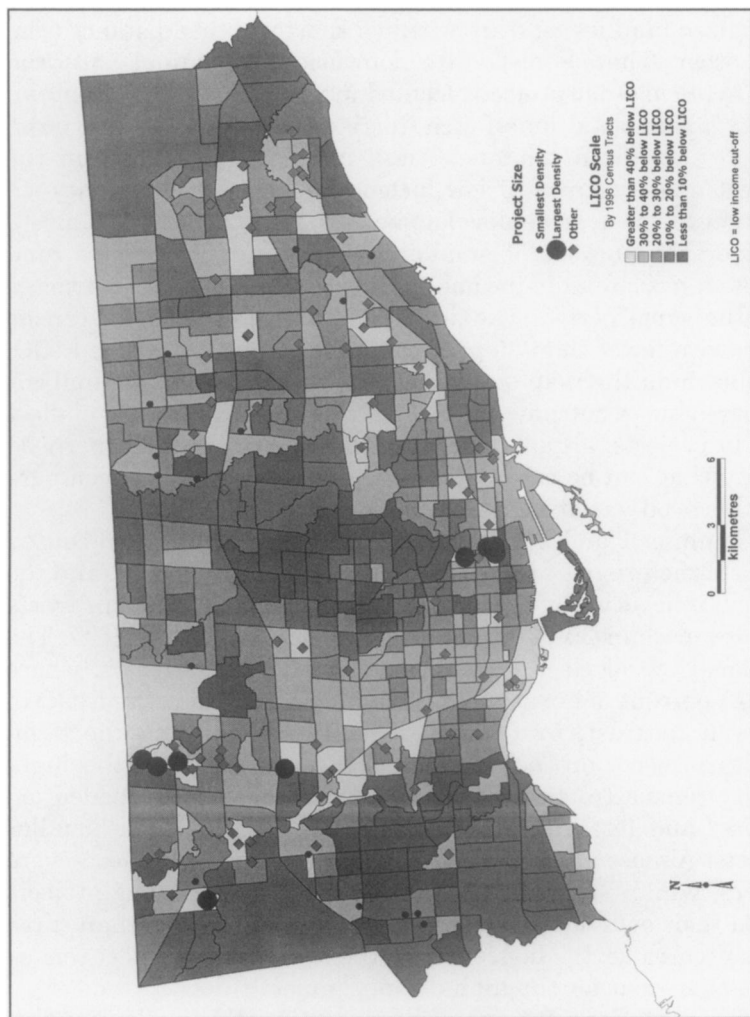 Project Size
Smallest Density
Largest Density
Other
LICO Scale
By 1996 Census Tracts
Greater than 40% below LICO
30% to 40% below LICO
20% to 30% below LICO
10% to 20% below LICO
Less than 10% below LICO
LICO = low income cut-off
0 3 6
kilometres
N